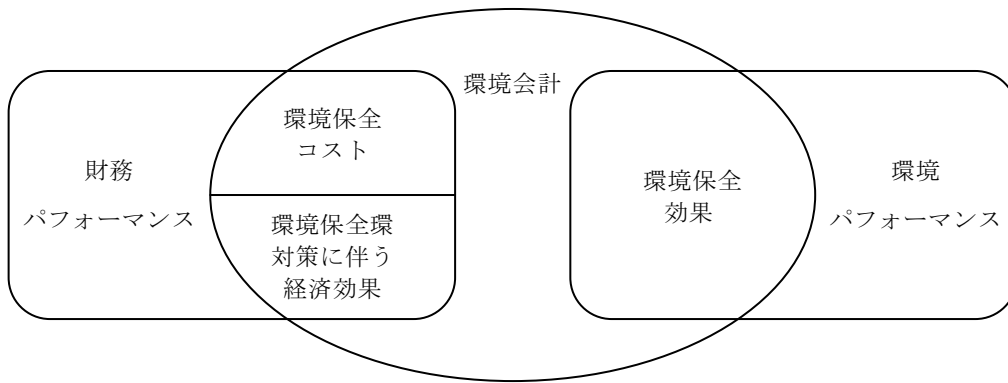 環境会計
環境保全
コスト
財務
パフォーマンス
環境保全環
対策に伴う
経済効果
環境保全
効果
環境
パフォーマンス